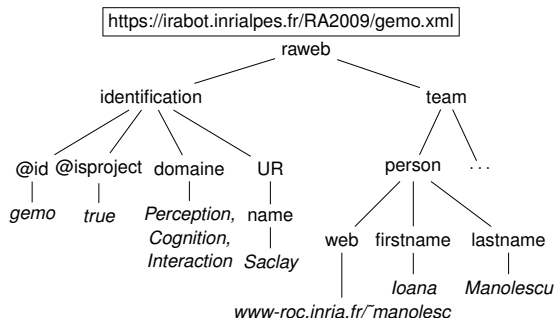 https://irabot.inrialpes.fr/RA2009/gemo.xml
raweb
identification team
@id @isproject domaine UR person ...
gemo true Perception, Cognition, Interaction name
Saclay
web firstname lastname
Ioana Manolescu
www-roc.inria.fr/˜manolesc